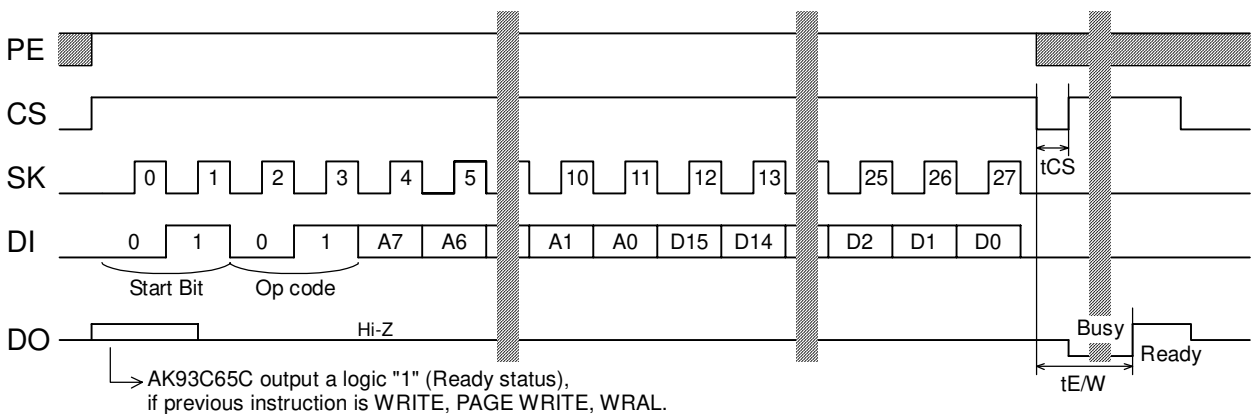 PE
CS
tCS
SK 0 1 2 3 4 5 10 11 12 13 25 26 27
DI 0 1 0 1 A7 A6 A1 A0 D15 D14 D2 D1 D0
Start Bit Op code
DO Hi-Z Busy Ready
tE/W
AK93C65C output a logic "1" (Ready status),
if previous instruction is WRITE, PAGE WRITE, WRAL.